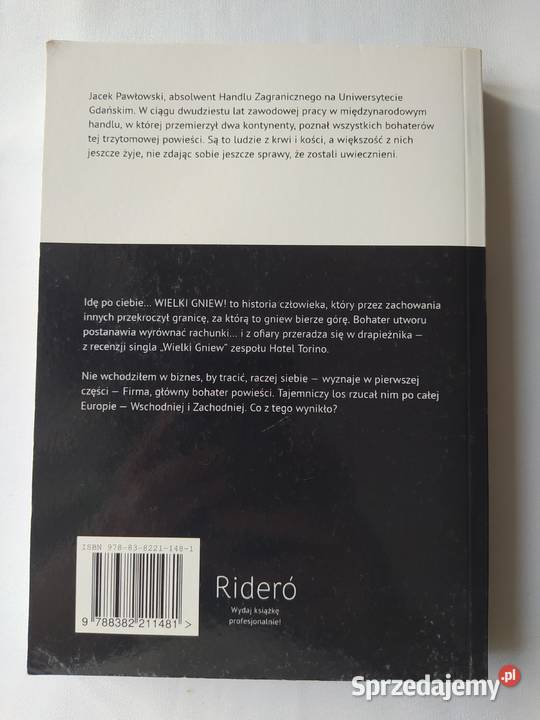 Jacek Pawłowski, absolwent Handlu Zagranicznego na Uniwersytecie
Gdańskim. W ciągu dwudziestu lat zawodowej pracy w międzynarodowym
handlu, w której przemierzył dwa kontynenty, poznał wszystkich bohaterów
tej trzytomowej powieści. Są to ludzie z krwi i kości, a większość z nich
jeszcze żyje, nie zdając sobie jeszcze sprawy, że zostali uwiecznieni.
Idę po ciebie... WIELKI GNIEW! to historia człowieka, który przez zachowania
innych przekroczył granicę, za którą to gniew bierze górę. Bohater utworu
postanawia wyrównać rachunki... i z ofiary przeradza się w drapieżnika —
z recenzji singla „Wielki Gniew” zespołu Hotel Torino.
Nie wchodziłem w biznes, by tracić, raczej siebie — wyznaje w pierwszej
części — Firma, główny bohater powieści. Tajemniczy los rzucał nim po całej
Europie — Wschodniej i Zachodniej. Co z tego wynikło?
ISBN 978-83-8221-148-1
9 788382 211481 >
Rideró
Wydaj książkę
profesjonalnie!
Sprzedajemy.pl